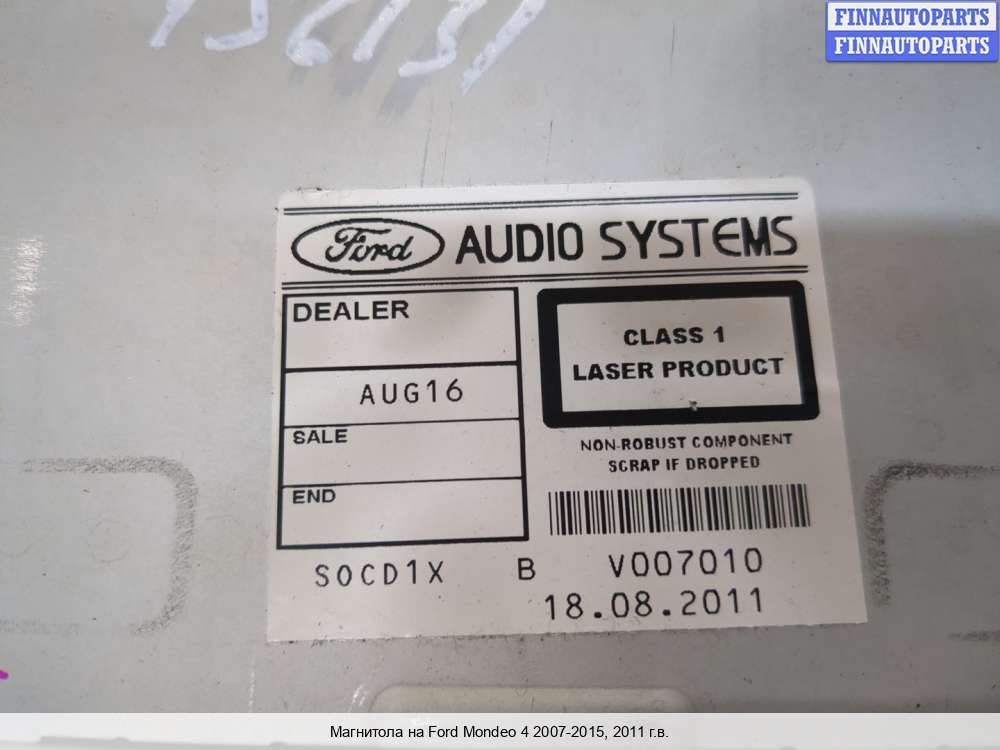 FINNAUTOPARTS
FINNAUTOPARTS
Ford AUDIO SYSTEMS
DEALER
AUG16
SALE
END
CLASS 1
LASER PRODUCT
NON-ROBUST COMPONENT
SCRAP IF DROPPED
SOCD1X B V007010
18.08.2011
Магнитола на Ford Mondeo 4 2007-2015, 2011 г.в.